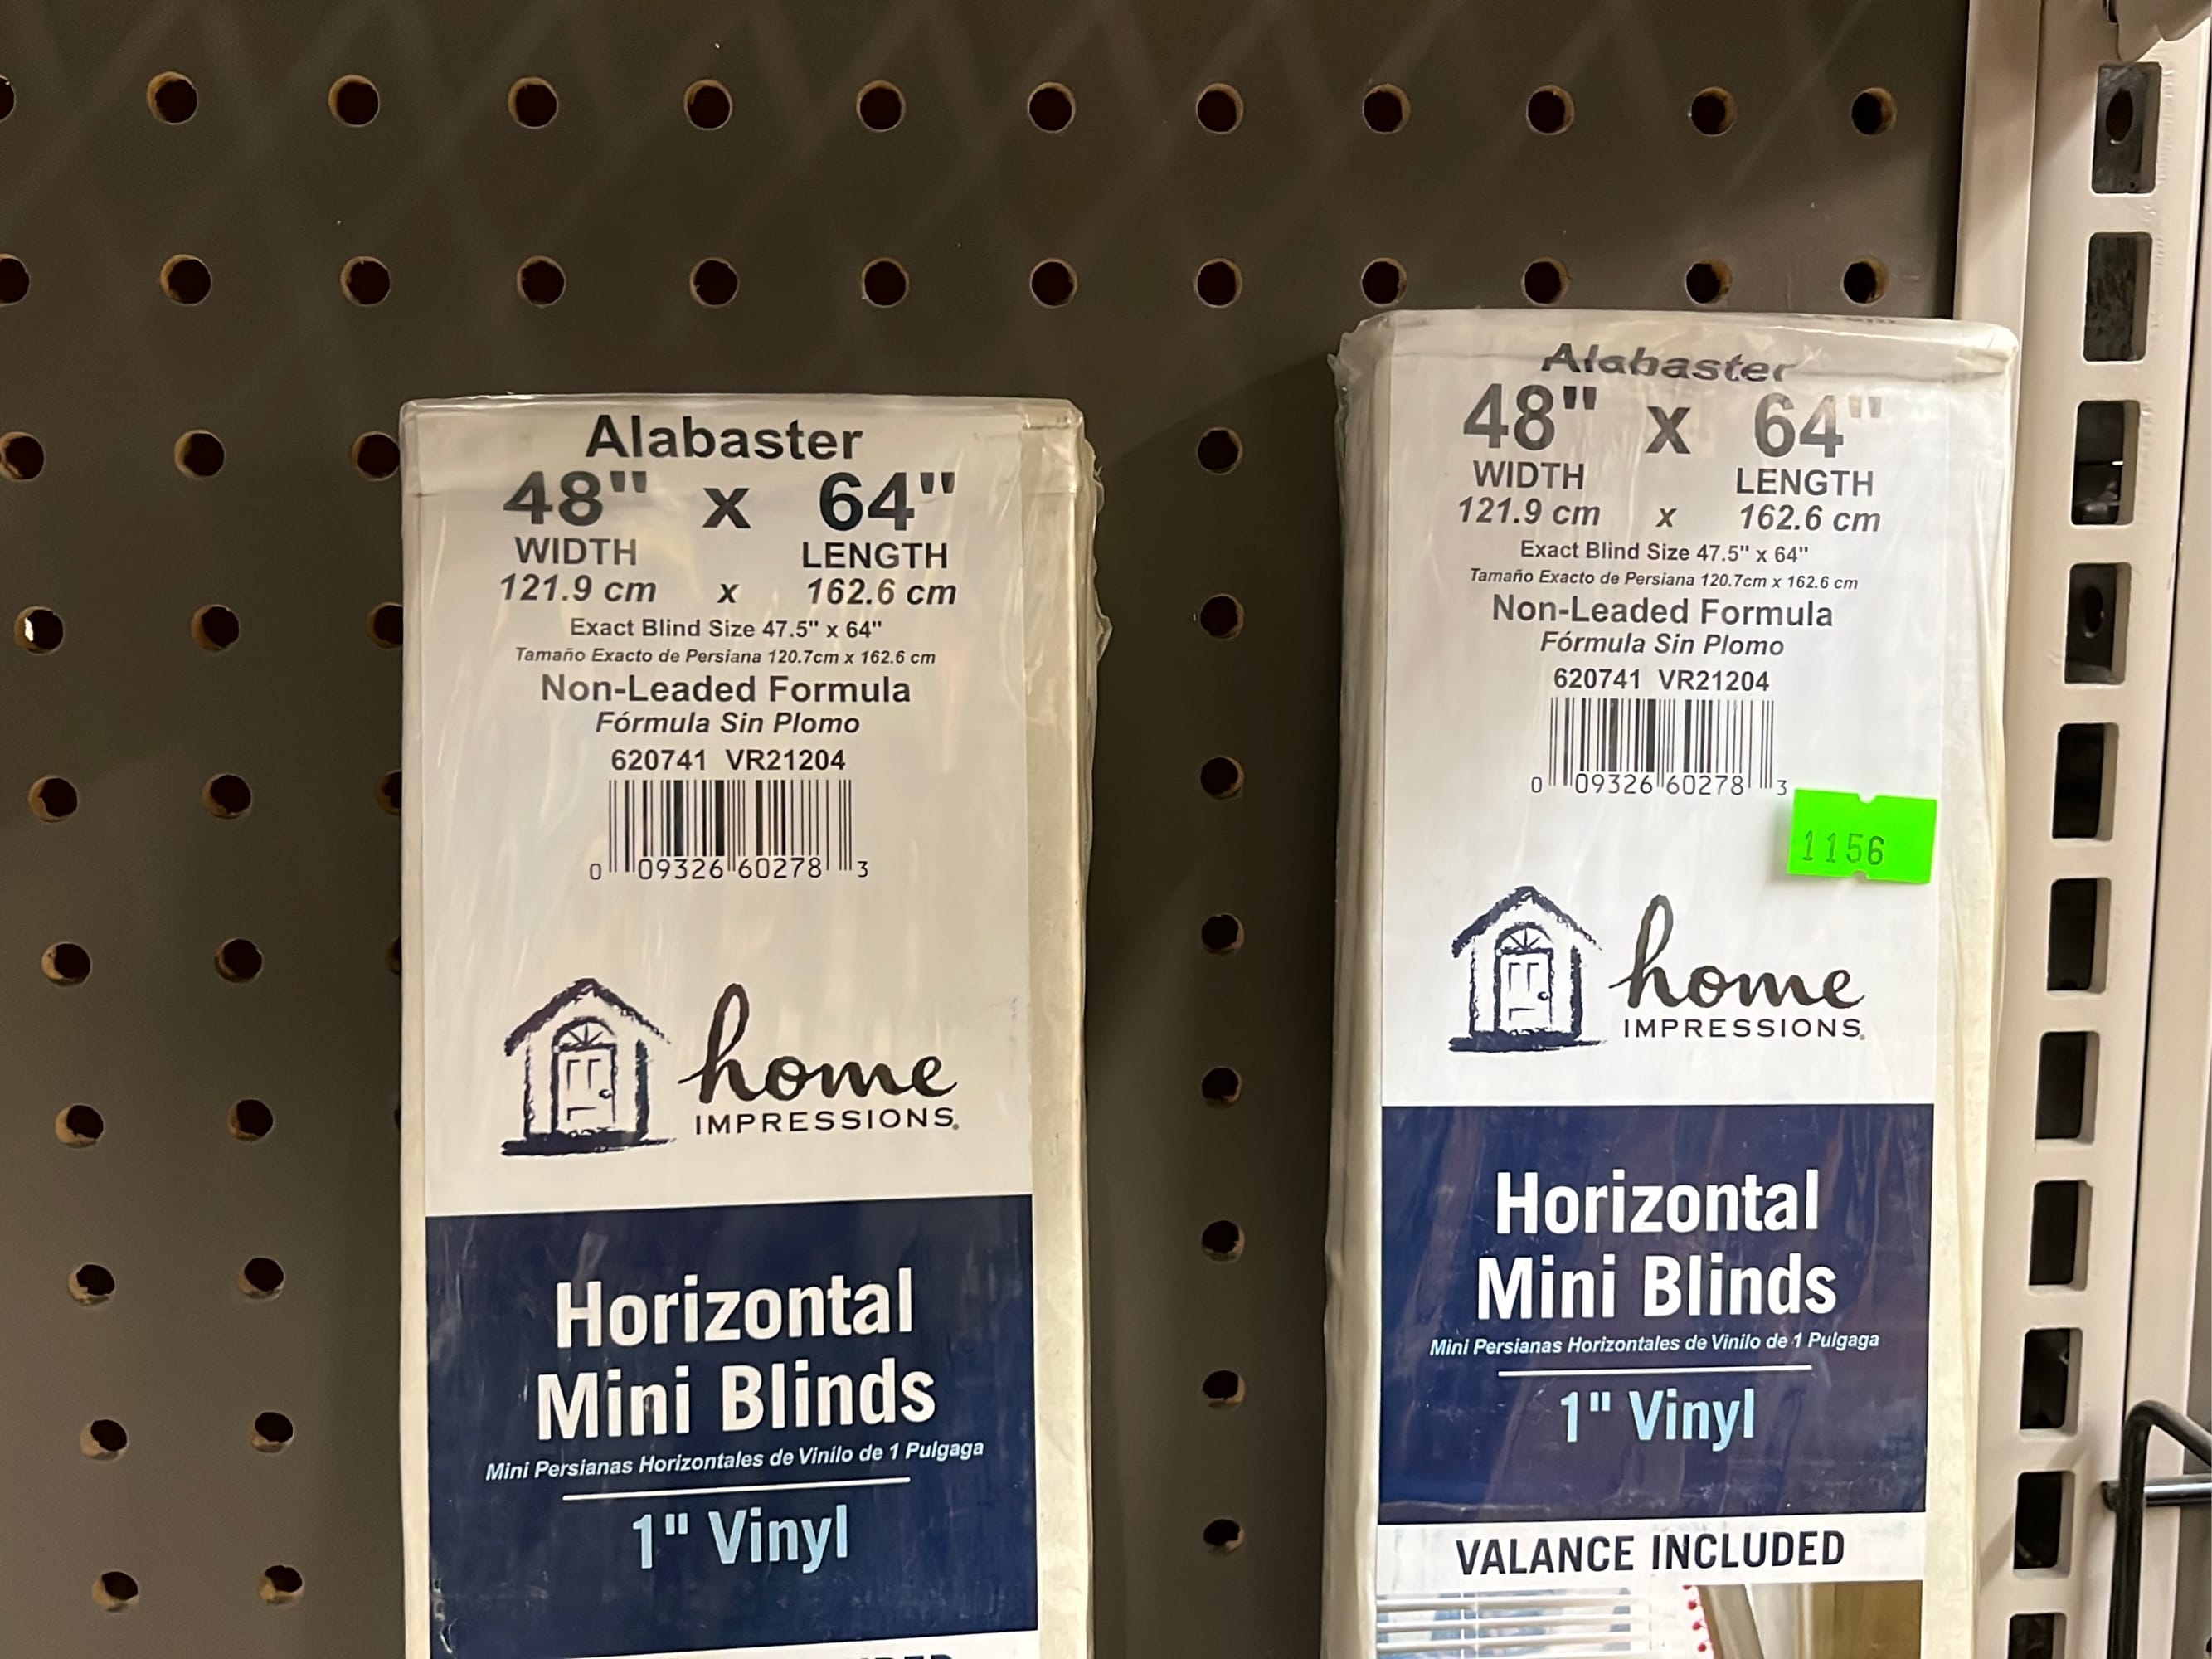 Alabaster
48" x 64"
WIDTH LENGTH
121.9 cm x 162.6 cm
Exact Blind Size 47.5" x 64"
Tamaño Exacto de Persiana 120.7cm x 162.6 cm
Non-Leaded Formula
Fórmula Sin Plomo
620741 VR21204
0 09326 60278 3
home
IMPRESSIONS®
Horizontal
Mini Blinds
Mini Persianas Horizontales de Vinilo de 1 Pulgaga
1" Vinyl
Alabaster
48" x 64"
WIDTH LENGTH
121.9 cm x 162.6 cm
Exact Blind Size 47.5" x 64"
Tamaño Exacto de Persiana 120.7cm x 162.6 cm
Non-Leaded Formula
Fórmula Sin Plomo
620741 VR21204
0 09326 60278 3
1156
home
IMPRESSIONS®
Horizontal
Mini Blinds
Mini Persianas Horizontales de Vinilo de 1 Pulgaga
1" Vinyl
VALANCE INCLUDED